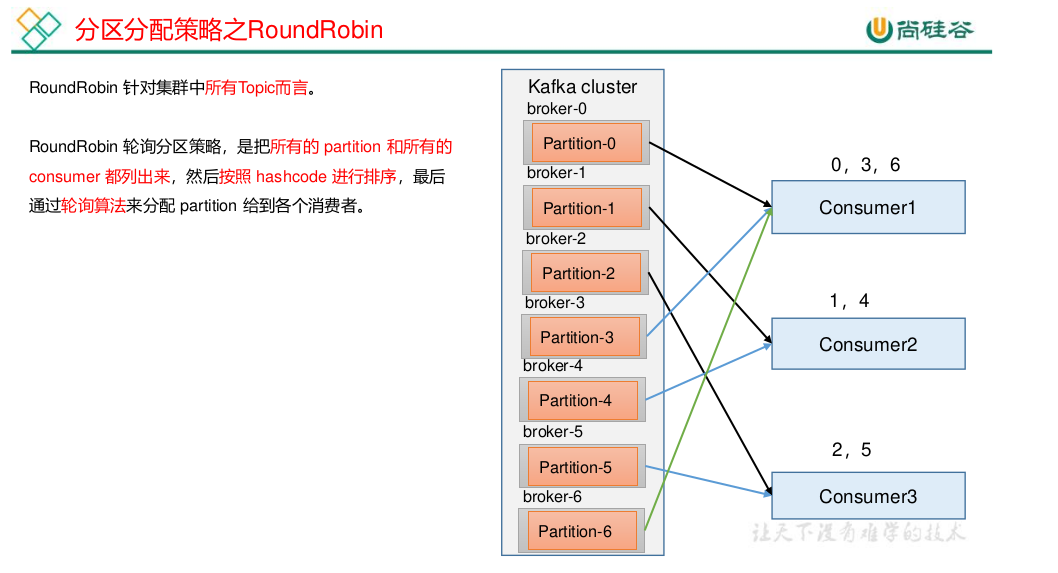 分区分配策略之RoundRobin
尚硅谷
RoundRobin 针对集群中所有Topic而言。
RoundRobin 轮询分区策略，是把所有的 partition 和所有的
consumer 都列出来，然后按照 hashcode 进行排序，最后
通过轮询算法来分配 partition 给到各个消费者。
Kafka cluster
broker-0
Partition-0
broker-1
Partition-1
broker-2
Partition-2
broker-3
Partition-3
broker-4
Partition-4
broker-5
Partition-5
broker-6
Partition-6
0，3，6
Consumer1
1，4
Consumer2
2，5
Consumer3
让天下没有难学的技术